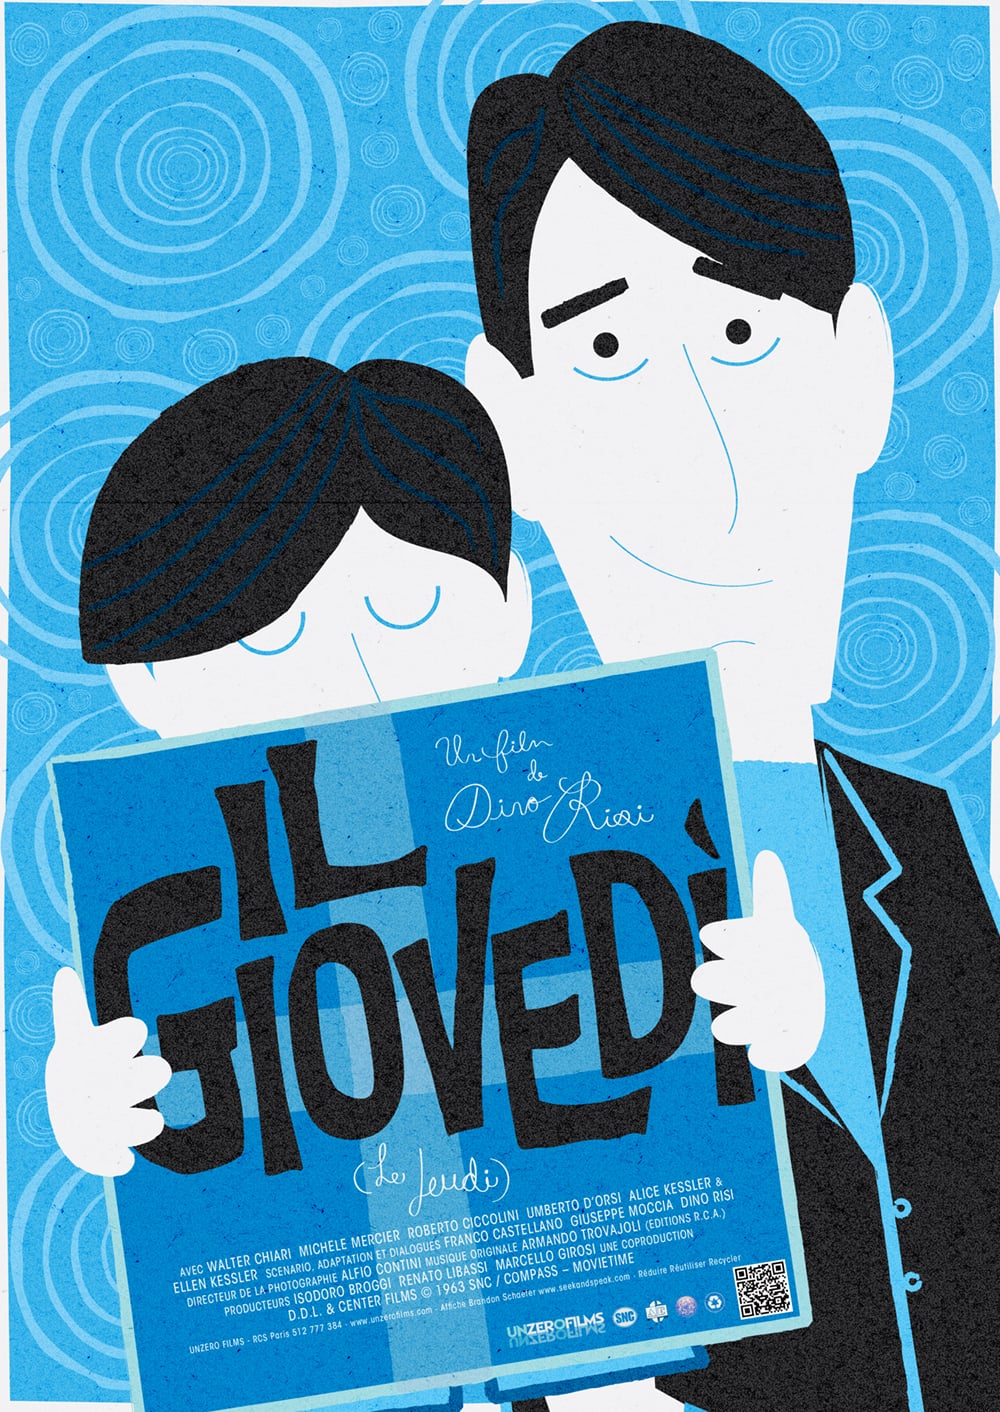 Un film
de
Dino Risi
IL
GIOVEDÌ
(Le Jeudi)
AVEC WALTER CHIARI MICHELE MERCIER ROBERTO CICCOLINI UMBERTO D'ORSI ALICE KESSLER &
ELLEN KESSLER SCENARIO, ADAPTATION ET DIALOGUES FRANCO CASTELLANO GIUSEPPE MOCCIA DINO RISI
DIRECTEUR DE LA PHOTOGRAPHIE ALFIO CONTINI MUSIQUE ORIGINALE ARMANDO TROVAJOLI (EDITIONS R.C.A.)
PRODUCTEURS ISODORO BROGGI RENATO LIBASSI MARCELLO GIROSI UNE COPRODUCTION
D.D.L. & CENTER FILMS © 1963 SNC / COMPASS – MOVIETIME
UNZERO FILMS - RCS Paris 512 777 384 - www.unzerofilms.com - Affiche Brandon Schaefer www.seekandspeak.com - Réduire Réutiliser Recycler
UNZEROFILMS
SNC